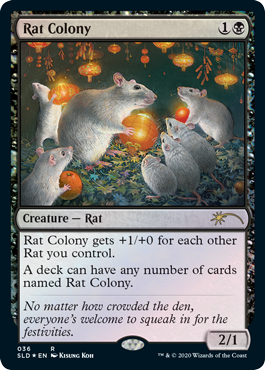 Rat Colony 1
Creature — Rat
Rat Colony gets +1/+0 for each other
Rat you control.
A deck can have any number of cards
named Rat Colony.
No matter how crowded the den,
everyone's welcome to squeak in for the
festivities.
2/1
036 R
SLD ★ EN Kisung Koh
™ & © 2020 Wizards of the Coast